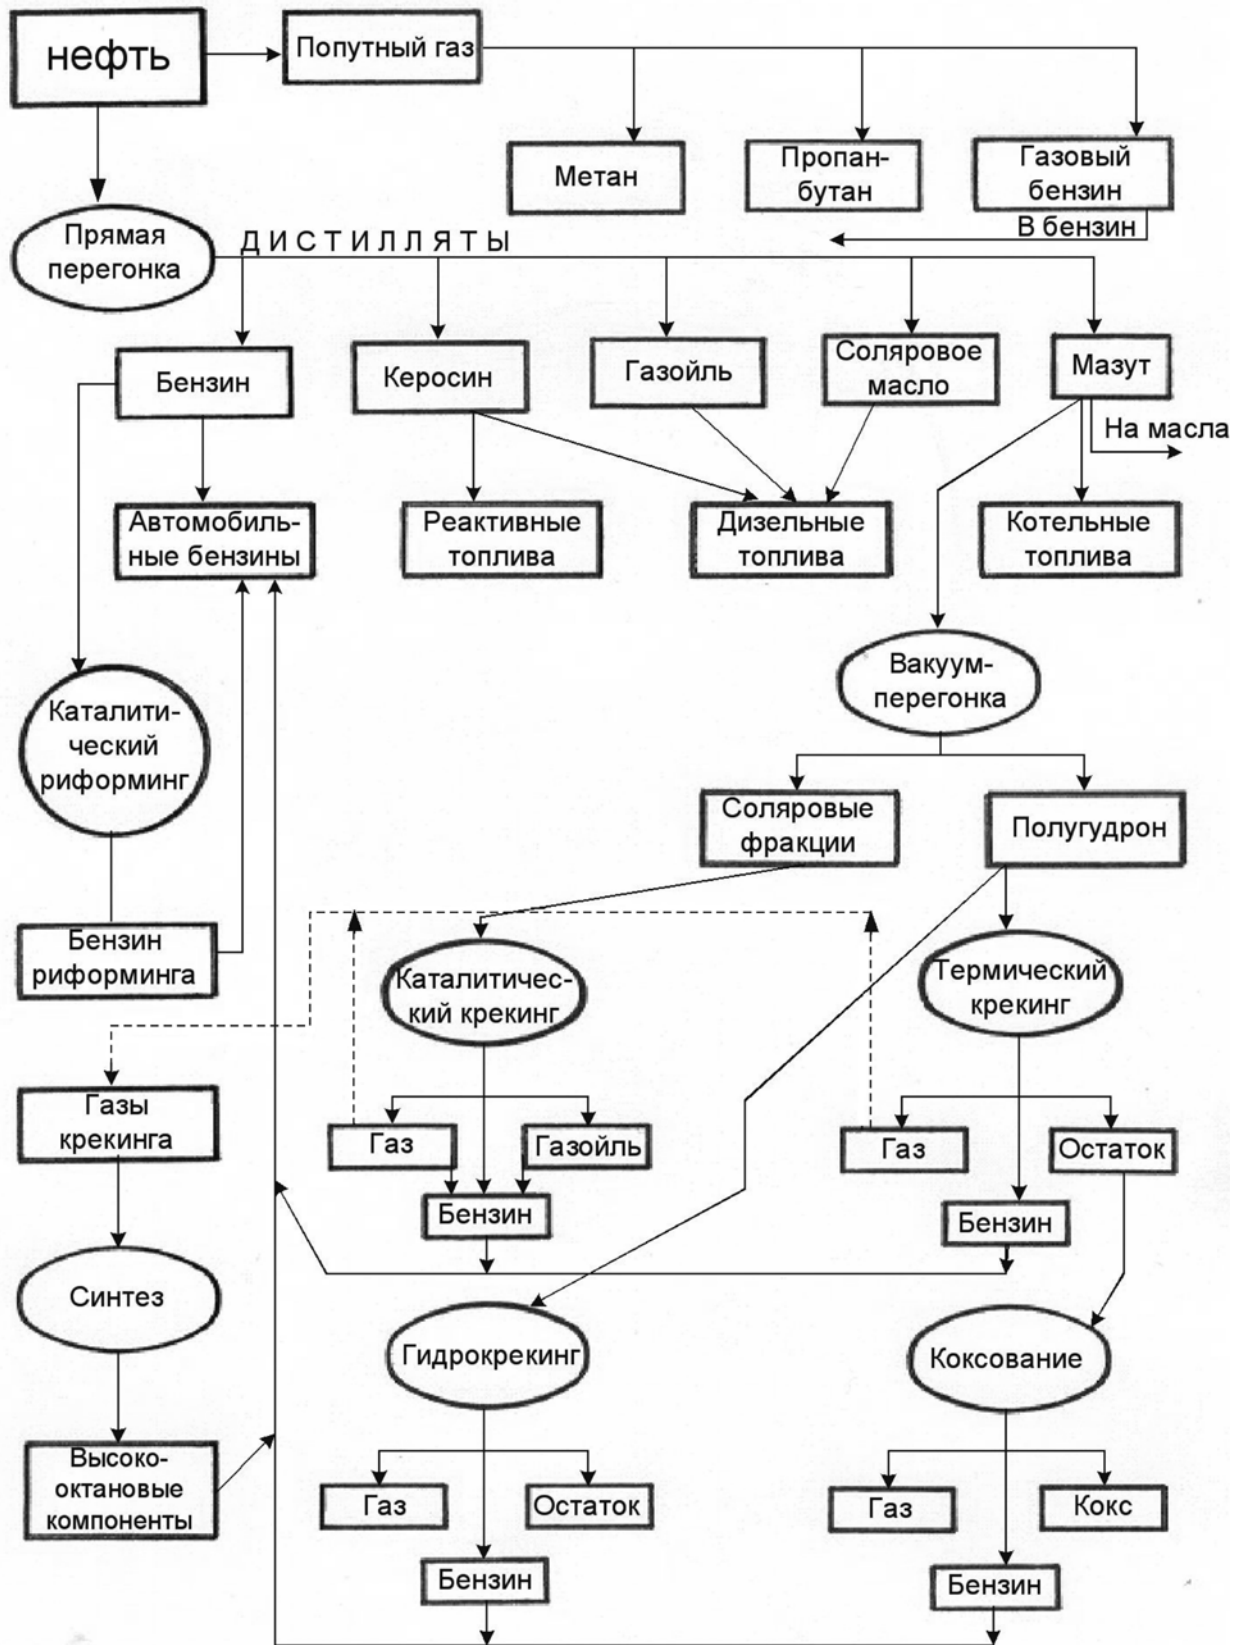 нефть
Попутный газ
Метан
Пропан-
бутан
Газовый
бензин
В бензин
Прямая
перегонка
ДИСТИЛЛЯТЫ
Бензин
Керосин
Газойль
Соляровое
масло
Мазут
На масла
Автомобиль-
ные бензины
Реактивные
топлива
Дизельные
топлива
Котельные
топлива
Вакуум-
перегонка
Каталити-
ческий
риформинг
Соляровые
фракции
Полугудрон
Бензин
риформинга
Каталитичес-
кий крекинг
Термический
крекинг
Газы
крекинга
Газ
Газойль
Бензин
Газ
Остаток
Бензин
Синтез
Гидрокрекинг
Коксование
Высоко-
октановые
компоненты
Газ
Остаток
Бензин
Газ
Кокс
Бензин